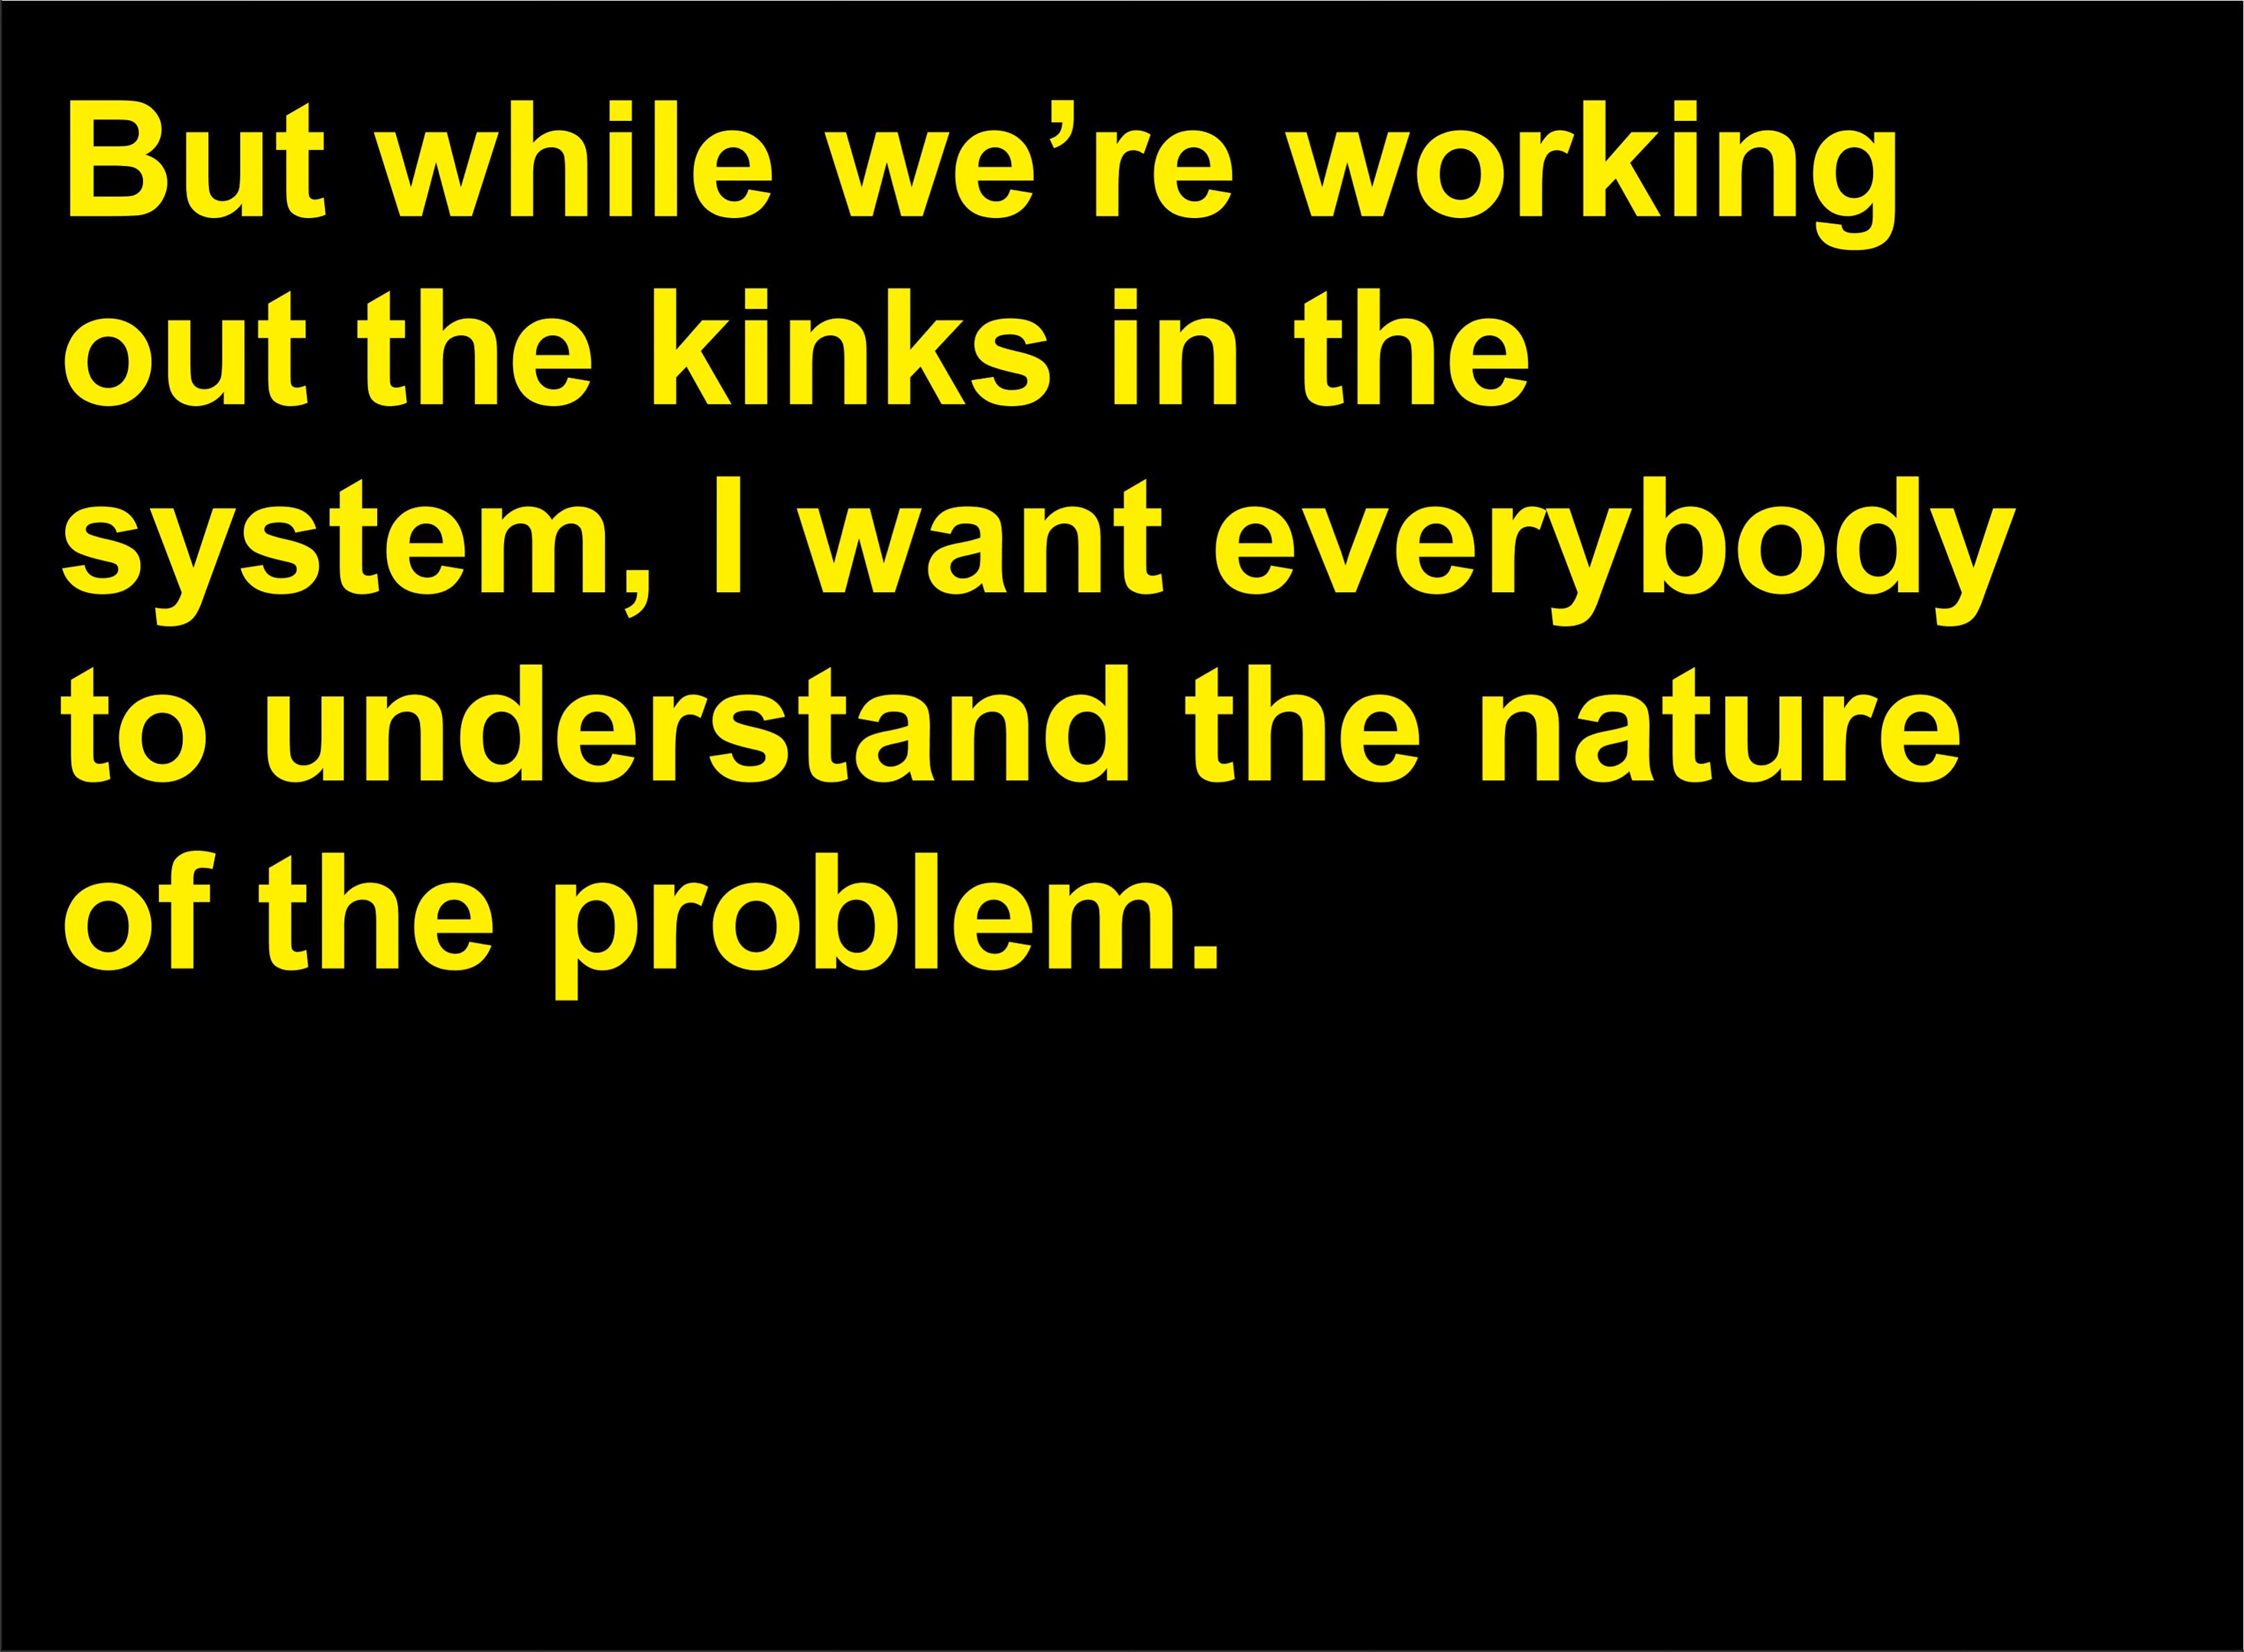 But while we’re working
out the kinks in the
system, I want everybody
to understand the nature
of the problem.